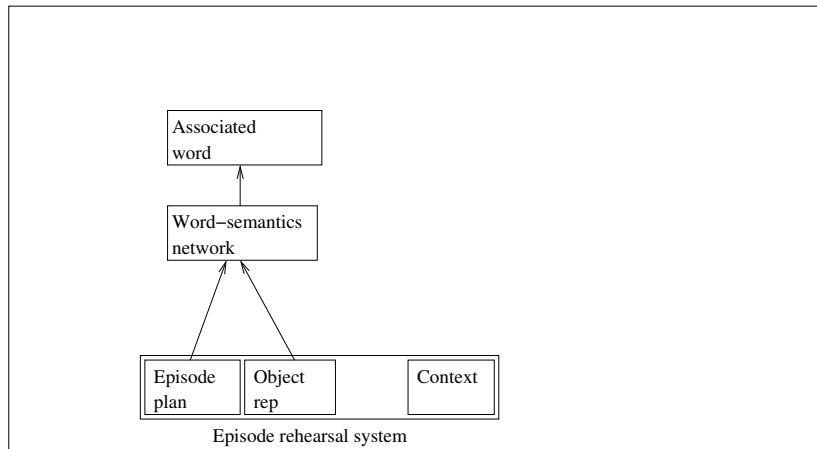 Associated
word
Word−semantics
network
Episode
plan
Object
rep
Context
Episode rehearsal system